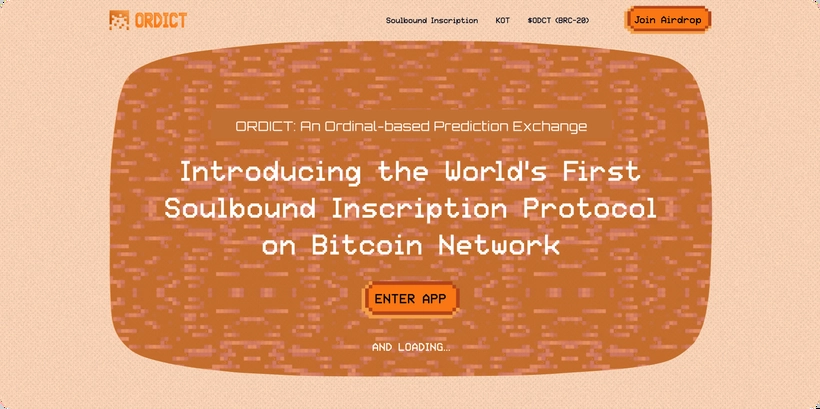 ORDICT
Soulbound Inscription
KOT
$ODCT (BRC-20)
Join Airdrop
ORDICT: An Ordinal-based Prediction Exchange
Introducing the World's First
Soulbound Inscription Protocol
on Bitcoin Network
ENTER APP
AND LOADING...